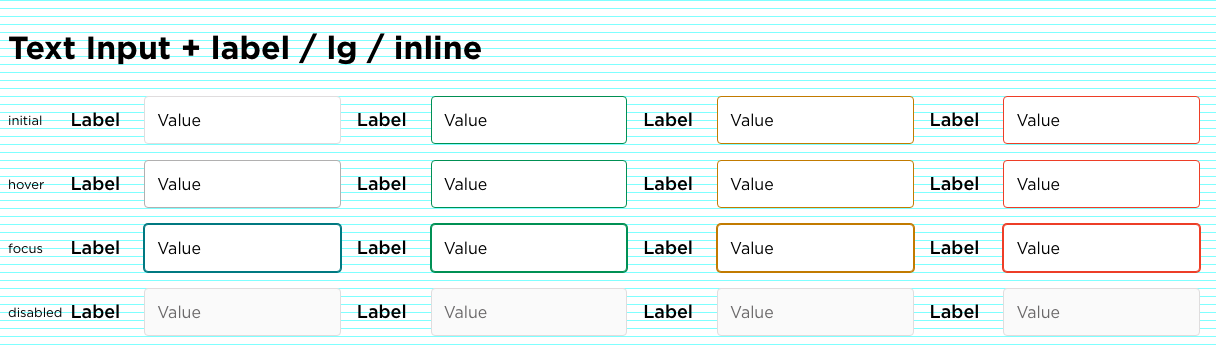 Text Input + label / lg / inline
initial Label Value Label Value Label Value Label Value
hover Label Value Label Value Label Value Label Value
focus Label Value Label Value Label Value Label Value
disabled Label Value Label Value Label Value Label Value